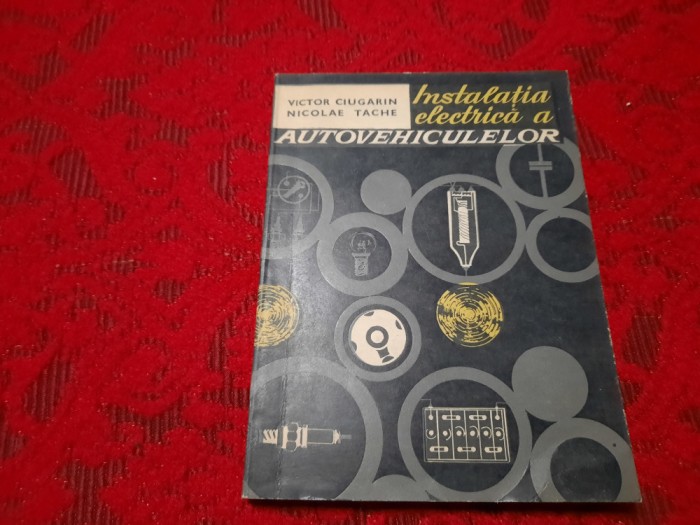 VICTOR CIUGARIN
NICOLAE TACHE
Instalația
electrică a
AUTOVEHICULELOR